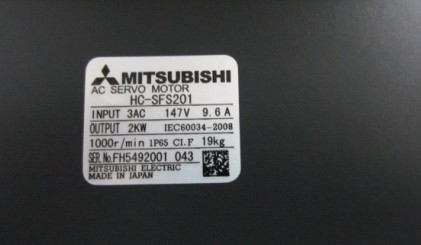 MITSUBISHI
AC SERVO MOTOR
HC-SFS201
INPUT 3AC 147V 9.6A
OUTPUT 2KW IEC60034-2008
1000r/min IP65 CI.F 19kg
SER.No.FH5492001 043
MITSUBISHI ELECTRIC
MADE IN JAPAN